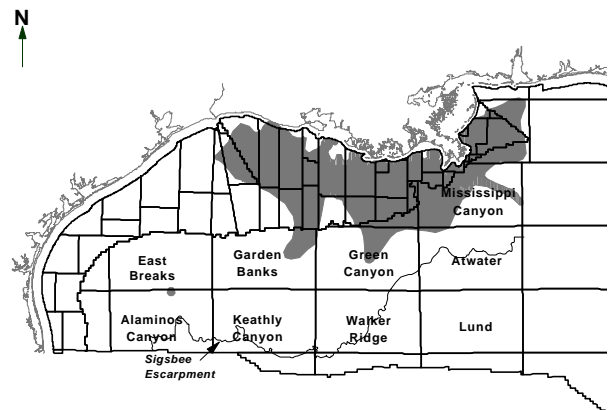 N
Mississippi
Canyon
East
Breaks
Garden
Banks
Green
Canyon
Atwater
Alaminos
Canyon
Keathly
Canyon
Walker
Ridge
Lund
Sigsbee
Escarpment